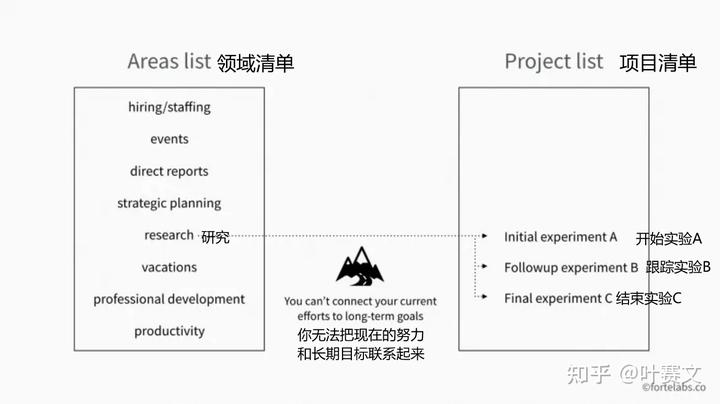 Areas list 领域清单
Project list 项目清单
hiring/staffing
events
direct reports
strategic planning
research 研究
vacations
professional development
productivity
You can't connect your current
efforts to long-term goals
你无法把现在的努力
和长期目标联系起来
Initial experiment A 开始实验A
Followup experiment B 跟踪实验B
Final experiment C 结束实验C
知乎 @叶赛文
©fortelabs.co